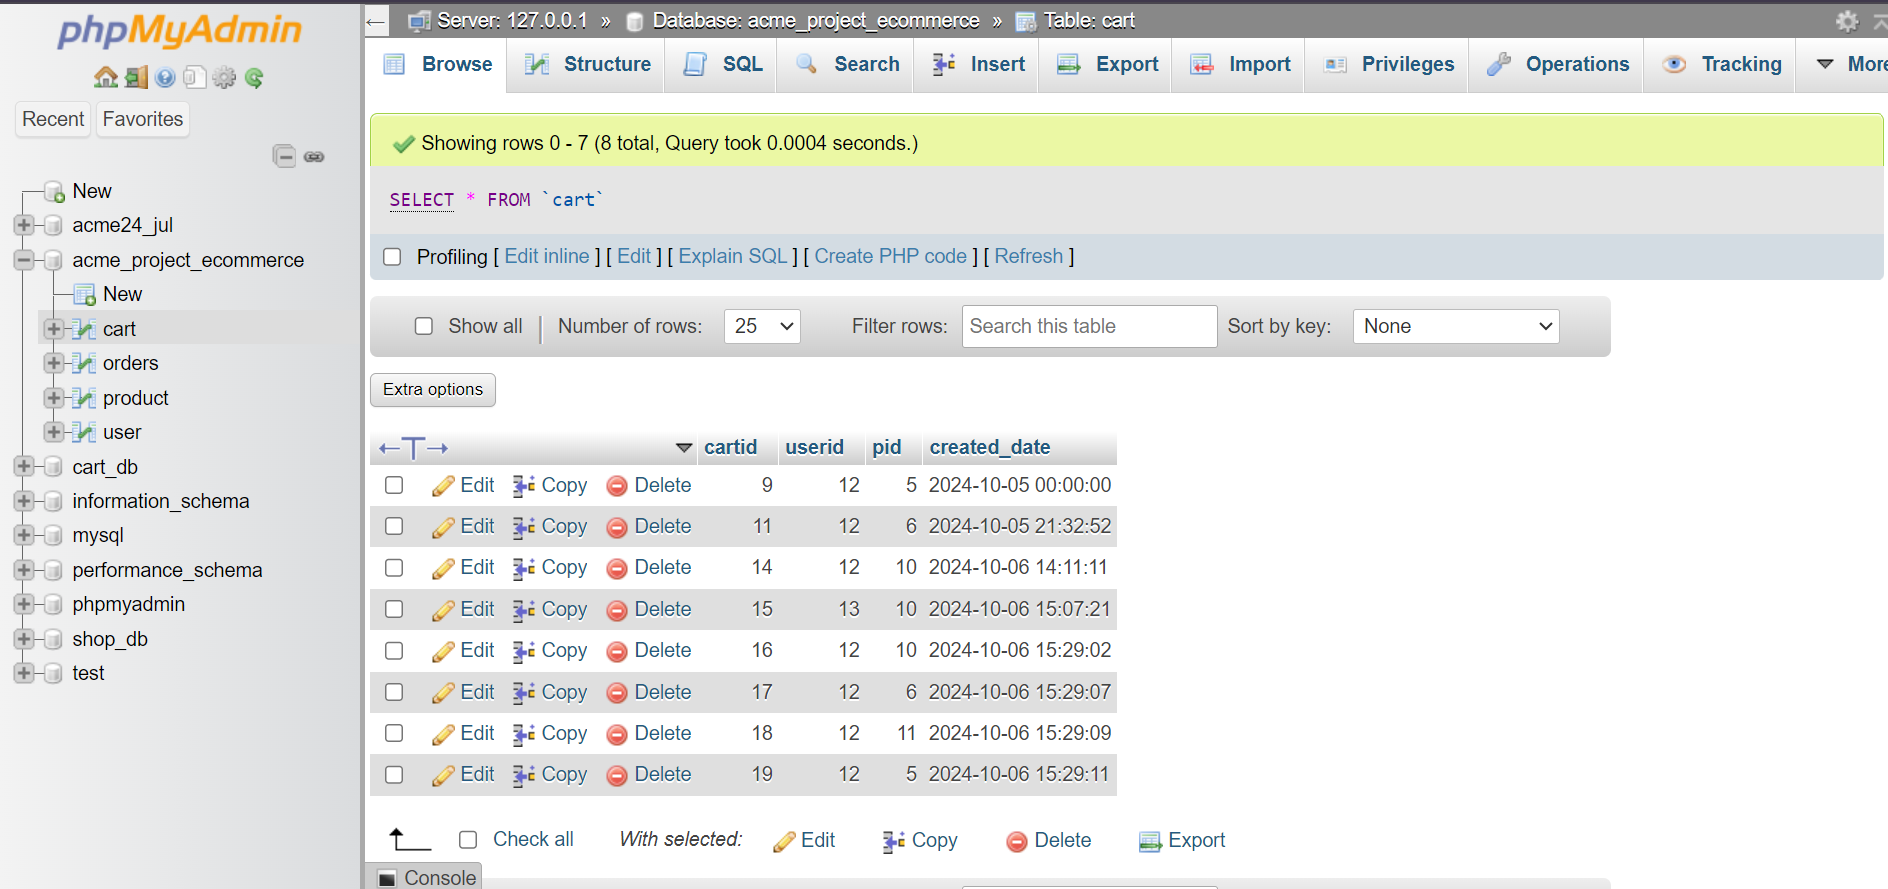 phpMyAdmin
Recent Favorites
New
acme24_jul
acme_project_ecommerce
New
cart
orders
product
user
cart_db
information_schema
mysql
performance_schema
phpmyadmin
shop_db
test
Server: 127.0.0.1 » Database: acme_project_ecommerce » Table: cart
Browse Structure SQL Search Insert Export Import Privileges Operations Tracking More
Showing rows 0 - 7 (8 total, Query took 0.0004 seconds.)
SELECT * FROM `cart`
Profiling [ Edit inline ] [ Edit ] [ Explain SQL ] [ Create PHP code ] [ Refresh ]
Show all Number of rows: 25 Filter rows: Search this table Sort by key: None
Extra options
←T→ cartid userid pid created_date
Edit Copy Delete 9 12 5 2024-10-05 00:00:00
Edit Copy Delete 11 12 6 2024-10-05 21:32:52
Edit Copy Delete 14 12 10 2024-10-06 14:11:11
Edit Copy Delete 15 13 10 2024-10-06 15:07:21
Edit Copy Delete 16 12 10 2024-10-06 15:29:02
Edit Copy Delete 17 12 6 2024-10-06 15:29:07
Edit Copy Delete 18 12 11 2024-10-06 15:29:09
Edit Copy Delete 19 12 5 2024-10-06 15:29:11
Check all With selected: Edit Copy Delete Export
Console